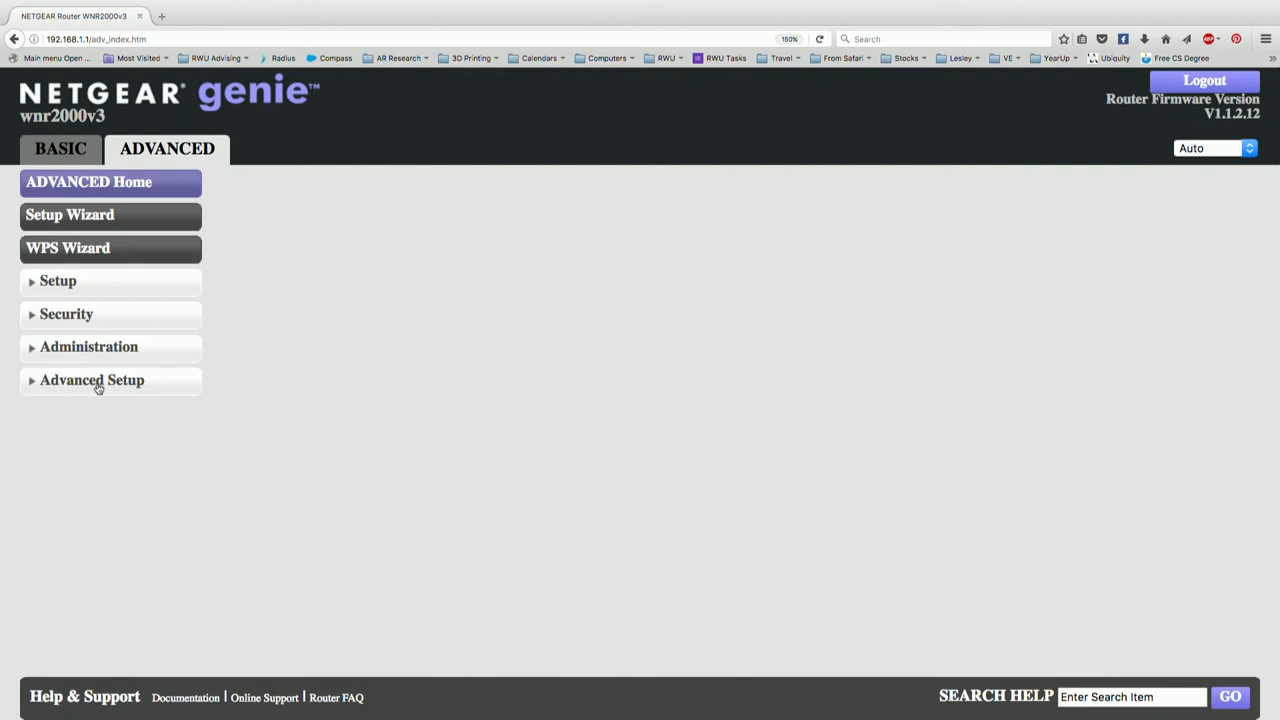 NETGEAR Router WNR2000v3
192.168.1.1/adv_index.htm
150%
Search
Main menu Open ...
Most Visited
RWU Advising
Radius
Compass
AR Research
3D Printing
Calendars
Computers
RWU
RWU Tasks
Travel
From Safari
Stocks
Lesley
VE
YearUp
Ubiquity
Free CS Degree
NETGEAR® genie™
wnr2000v3
Logout
Router Firmware Version
V1.1.2.12
BASIC
ADVANCED
Auto
ADVANCED Home
Setup Wizard
WPS Wizard
Setup
Security
Administration
Advanced Setup
Help & Support Documentation | Online Support | Router FAQ
SEARCH HELP Enter Search Item GO